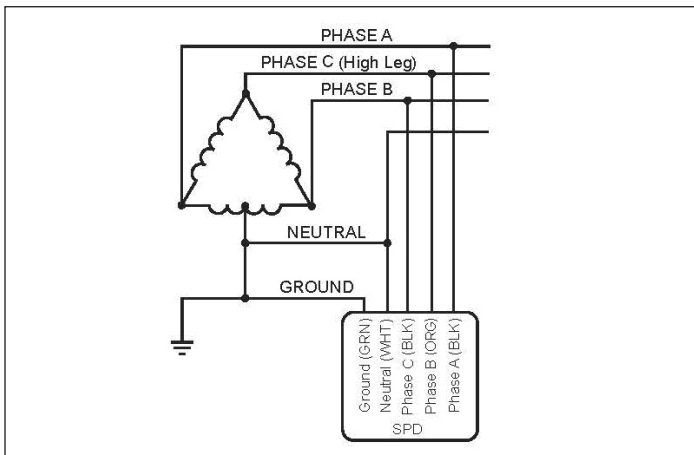 PHASE A
PHASE C (High Leg)
PHASE B
NEUTRAL
GROUND
Ground (GRN)
Neutral (WHT)
Phase C (BLK)
Phase B (ORG)
Phase A (BLK)
SPD